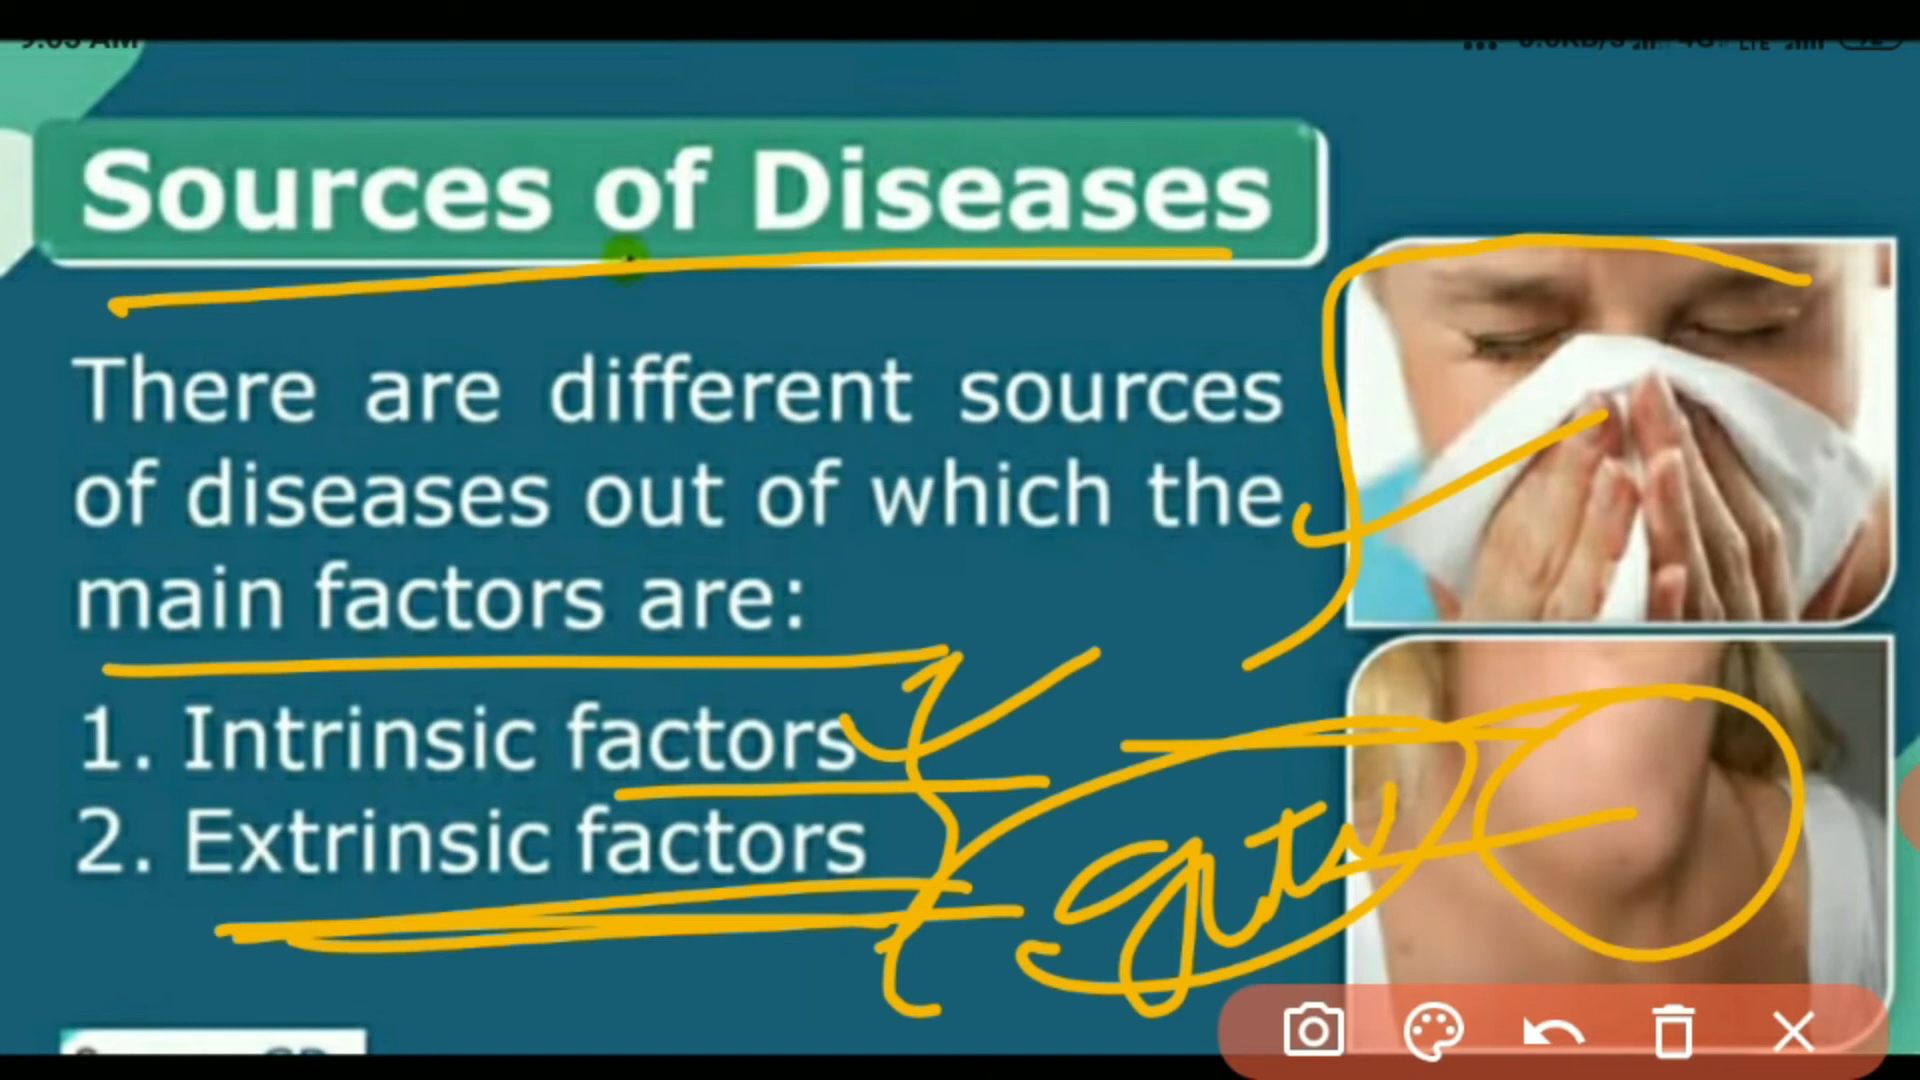 Sources of Diseases
There are different sources
of diseases out of which the
main factors are:
1. Intrinsic factors
2. Extrinsic factors